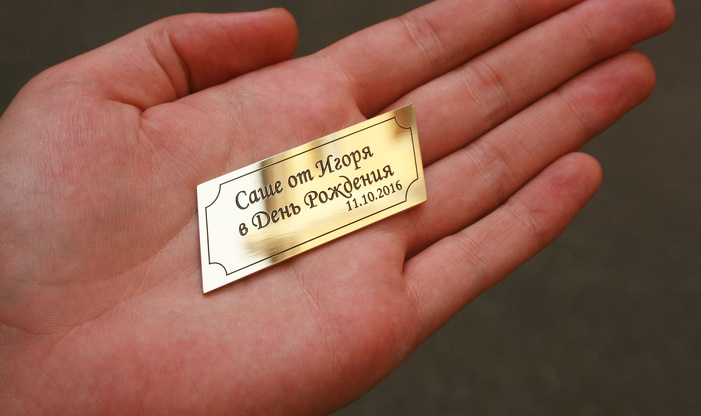 Саше от Игоря
в День Рождения
11.10.2016